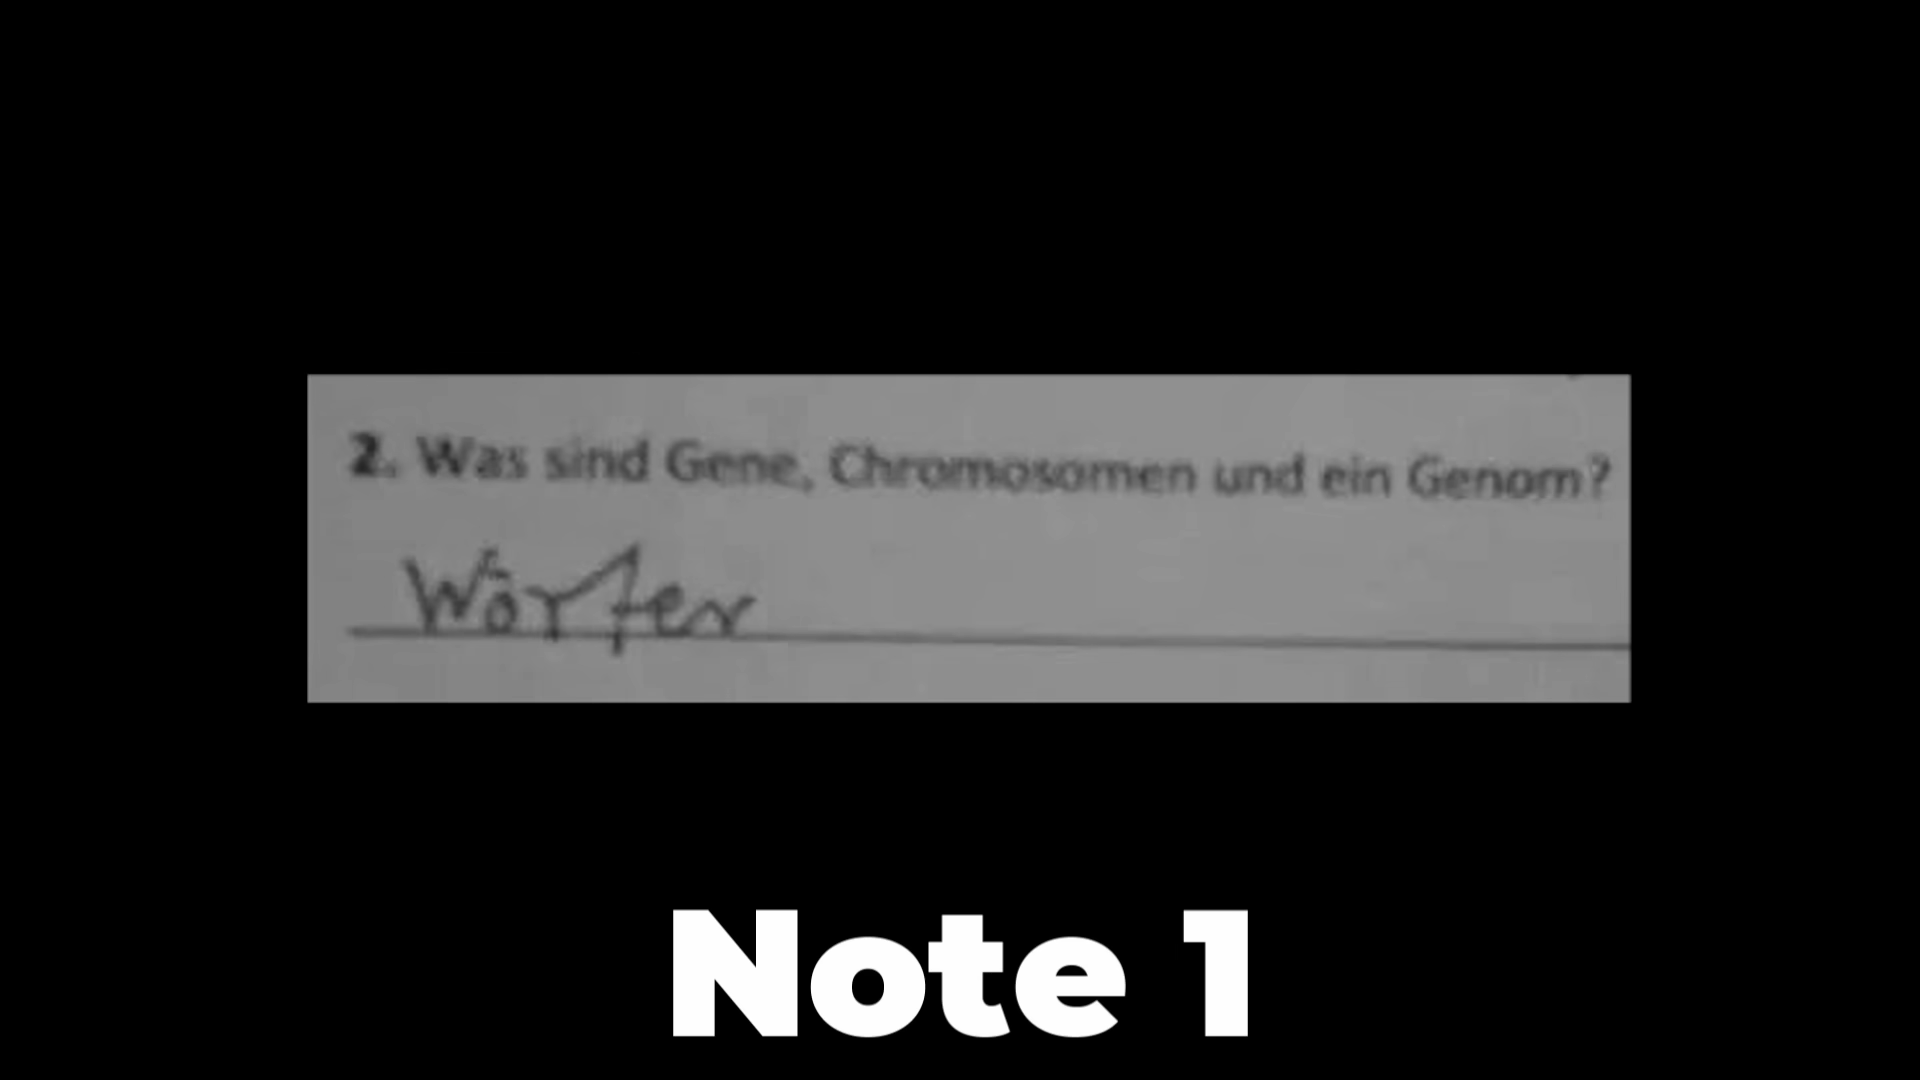 2. Was sind Gene, Chromosomen und ein Genom?
Wörter
Note 1